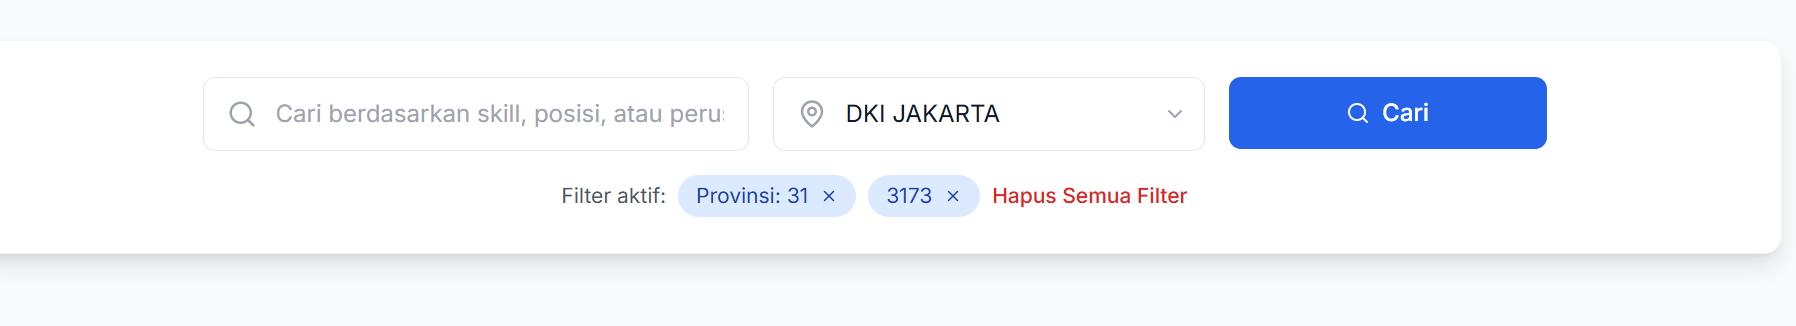 Cari berdasarkan skill, posisi, atau peru
DKI JAKARTA
Cari
Filter aktif: Provinsi: 31 × 3173 × Hapus Semua Filter